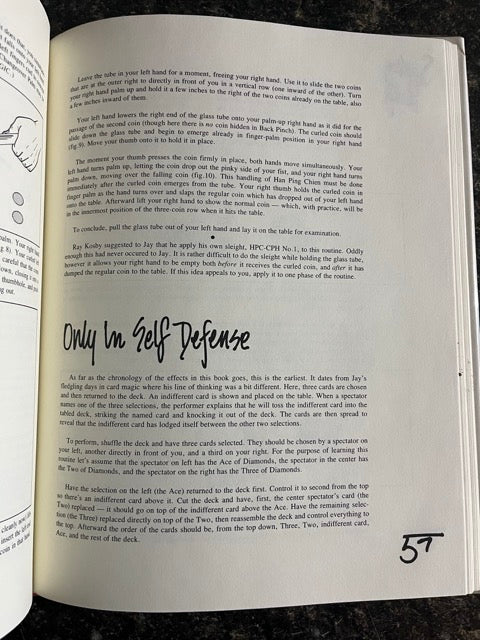 Leave the tube in your left hand for a moment, freeing your right hand. Use it to slide the two coins
that are at the outer right to directly in front of you in a vertical row (one inward of the other). Turn
your right hand palm up and hold it a few inches to the right of the two coins already on the table, also
a few inches inward of them.
Your left hand lowers the right end of the glass tube onto your palm-up right hand as it did for the
passage of the second coin (though here there is no coin hidden in Back Pinch). The curled coin should
slide down the glass tube and begin to emerge already in finger-palm position in your right hand
(fig.9). Move your thumb onto it to hold it in place.
The moment your thumb presses the coin firmly in place, both hands move simultaneously. Your
left hand turns palm up, letting the coin drop out the pinky side of your fist, and your right hand turns
palm down, moving over the falling coin (fig.10). This handling of Han Ping Chien must be done
immediately after the curled coin emerges from the tube. Your right thumb holds the curled coin in
finger palm as the hand turns over and slaps the regular coin which has dropped out of your left hand
onto the table. Afterward lift your right hand to show the normal coin — which, with practice, will be
in the innermost position of the three-coin row when it hits the table.
To conclude, pull the glass tube out of your left hand and lay it on the table for examination.
Ray Kosby suggested to Jay that he apply his own sleight, HPC-CPH No.1, to this routine. Oddly
enough this had never occured to Jay. It is rather difficult to do the sleight while holding the glass tube,
however it allows your right hand to be empty both before it receives the curled coin, and after it has
dumped the regular coin to the table. If this idea appeals to you, apply it to one phase of the routine.
Only In Self Defense
As far as the chronology of the effects in this book goes, this is the earliest. It dates from Jay's
fledgling days in card magic where his line of thinking was a bit different. Here, three cards are chosen
and then returned to the deck. An indifferent card is shown and placed on the table. When a spectator
names one of the three selections, the performer explains that he will toss the indifferent card into the
tabled deck, striking the named card and knocking it out of the deck. The cards are then spread to
reveal that the indifferent card has lodged itself between the other two selections.
To perform, shuffle the deck and have three cards selected. They should be chosen by a spectator on
your left, another directly in front of you, and a third on your right. For the purpose of learning this
routine let's assume that the spectator on left has the Ace of Diamonds, the spectator in the center has
the Two of Diamonds, and the spectator on the right has the Three of Diamonds.
Have the selection on the left (the Ace) returned to the deck first. Control it to second from the top
so there's an indifferent card above it. Cut the deck and have, first, the center spectator's card (the
Two) replaced — it should go on top of the indifferent card above the Ace. Have the remaining selec-
tion (the Three) replaced directly on top of the Two, then reassemble the deck and control everything to
the top. Afterward the order of the cards should be, from the top down, Three, Two, indifferent card,
Ace, and the rest of the deck.
57